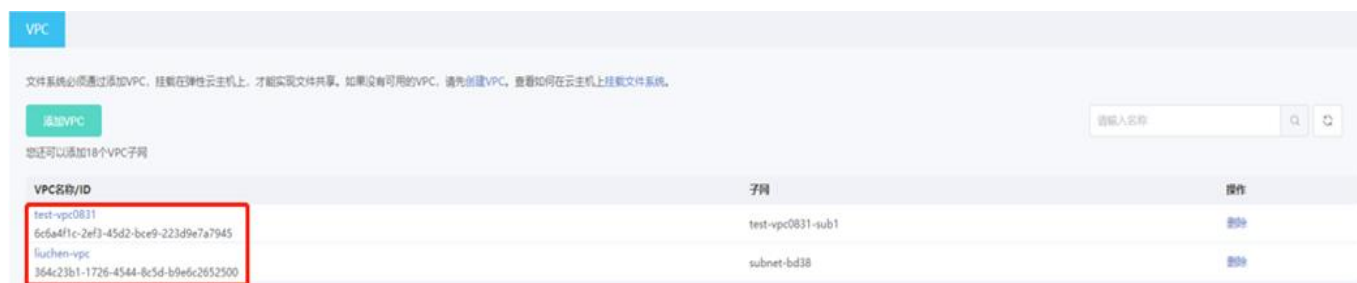 VPC
文件系统必须通过添加VPC，挂载在弹性云主机上，才能实现文件共享。如果没有可用的VPC，请先创建VPC。查看如何在云主机上挂载文件系统。
添加VPC
请输入名称
您还可以添加18个VPC子网
VPC名称/ID 子网 操作
test-vpc0831
6c6a4f1c-2ef3-45d2-bce9-223d9e7a7945 test-vpc0831-sub1 删除
liuchen-vpc
364c23b1-1726-4544-8c5d-b9e6c2652500 subnet-bd38 删除